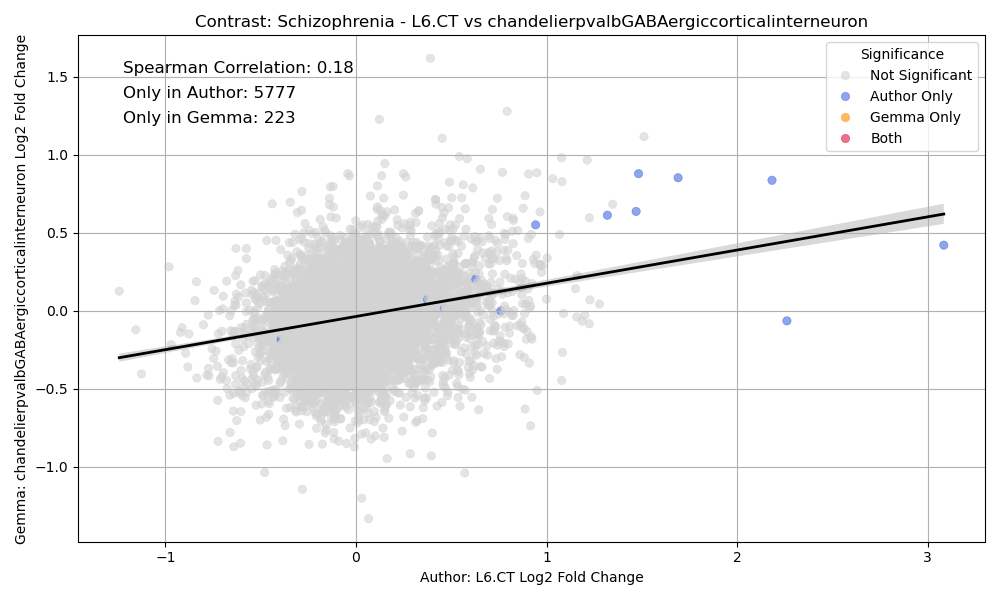 Contrast: Schizophrenia - L6.CT vs chandelierpvalbGABAergiccorticalinterneuron
Spearman Correlation: 0.18
Only in Author: 5777
Only in Gemma: 223
Significance
Not Significant
Author Only
Gemma Only
Both
1.5
1.0
0.5
0.0
−0.5
−1.0
Gemma: chandelierpvalbGABAergiccorticalinterneuron Log2 Fold Change
−1
0
1
2
3
Author: L6.CT Log2 Fold Change